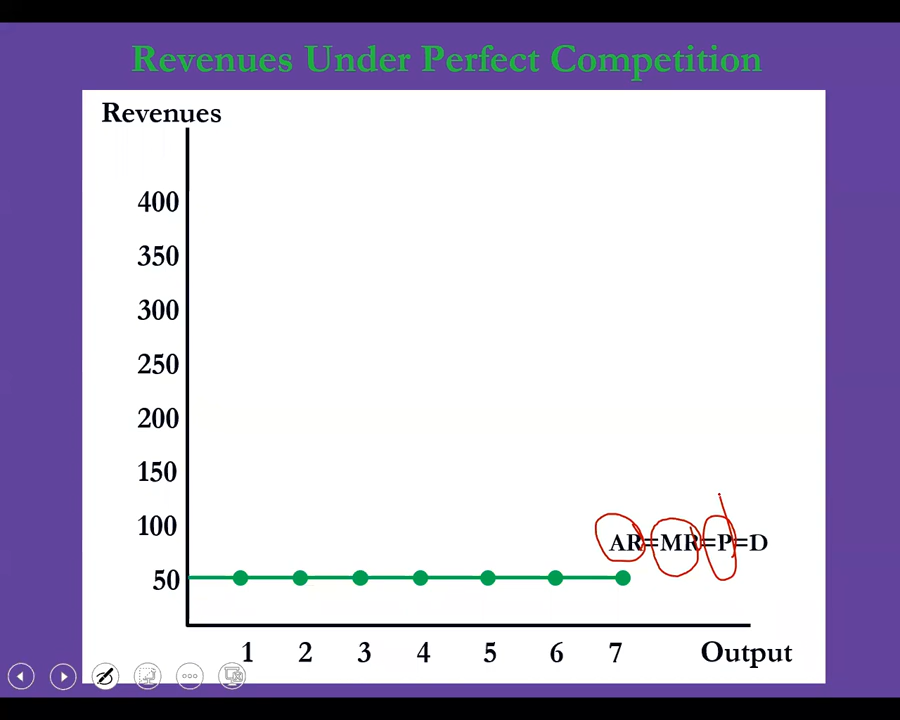 Revenues Under Perfect Competition
Revenues
400
350
300
250
200
150
100
AR=MR=P=D
50
1 2 3 4 5 6 7 Output